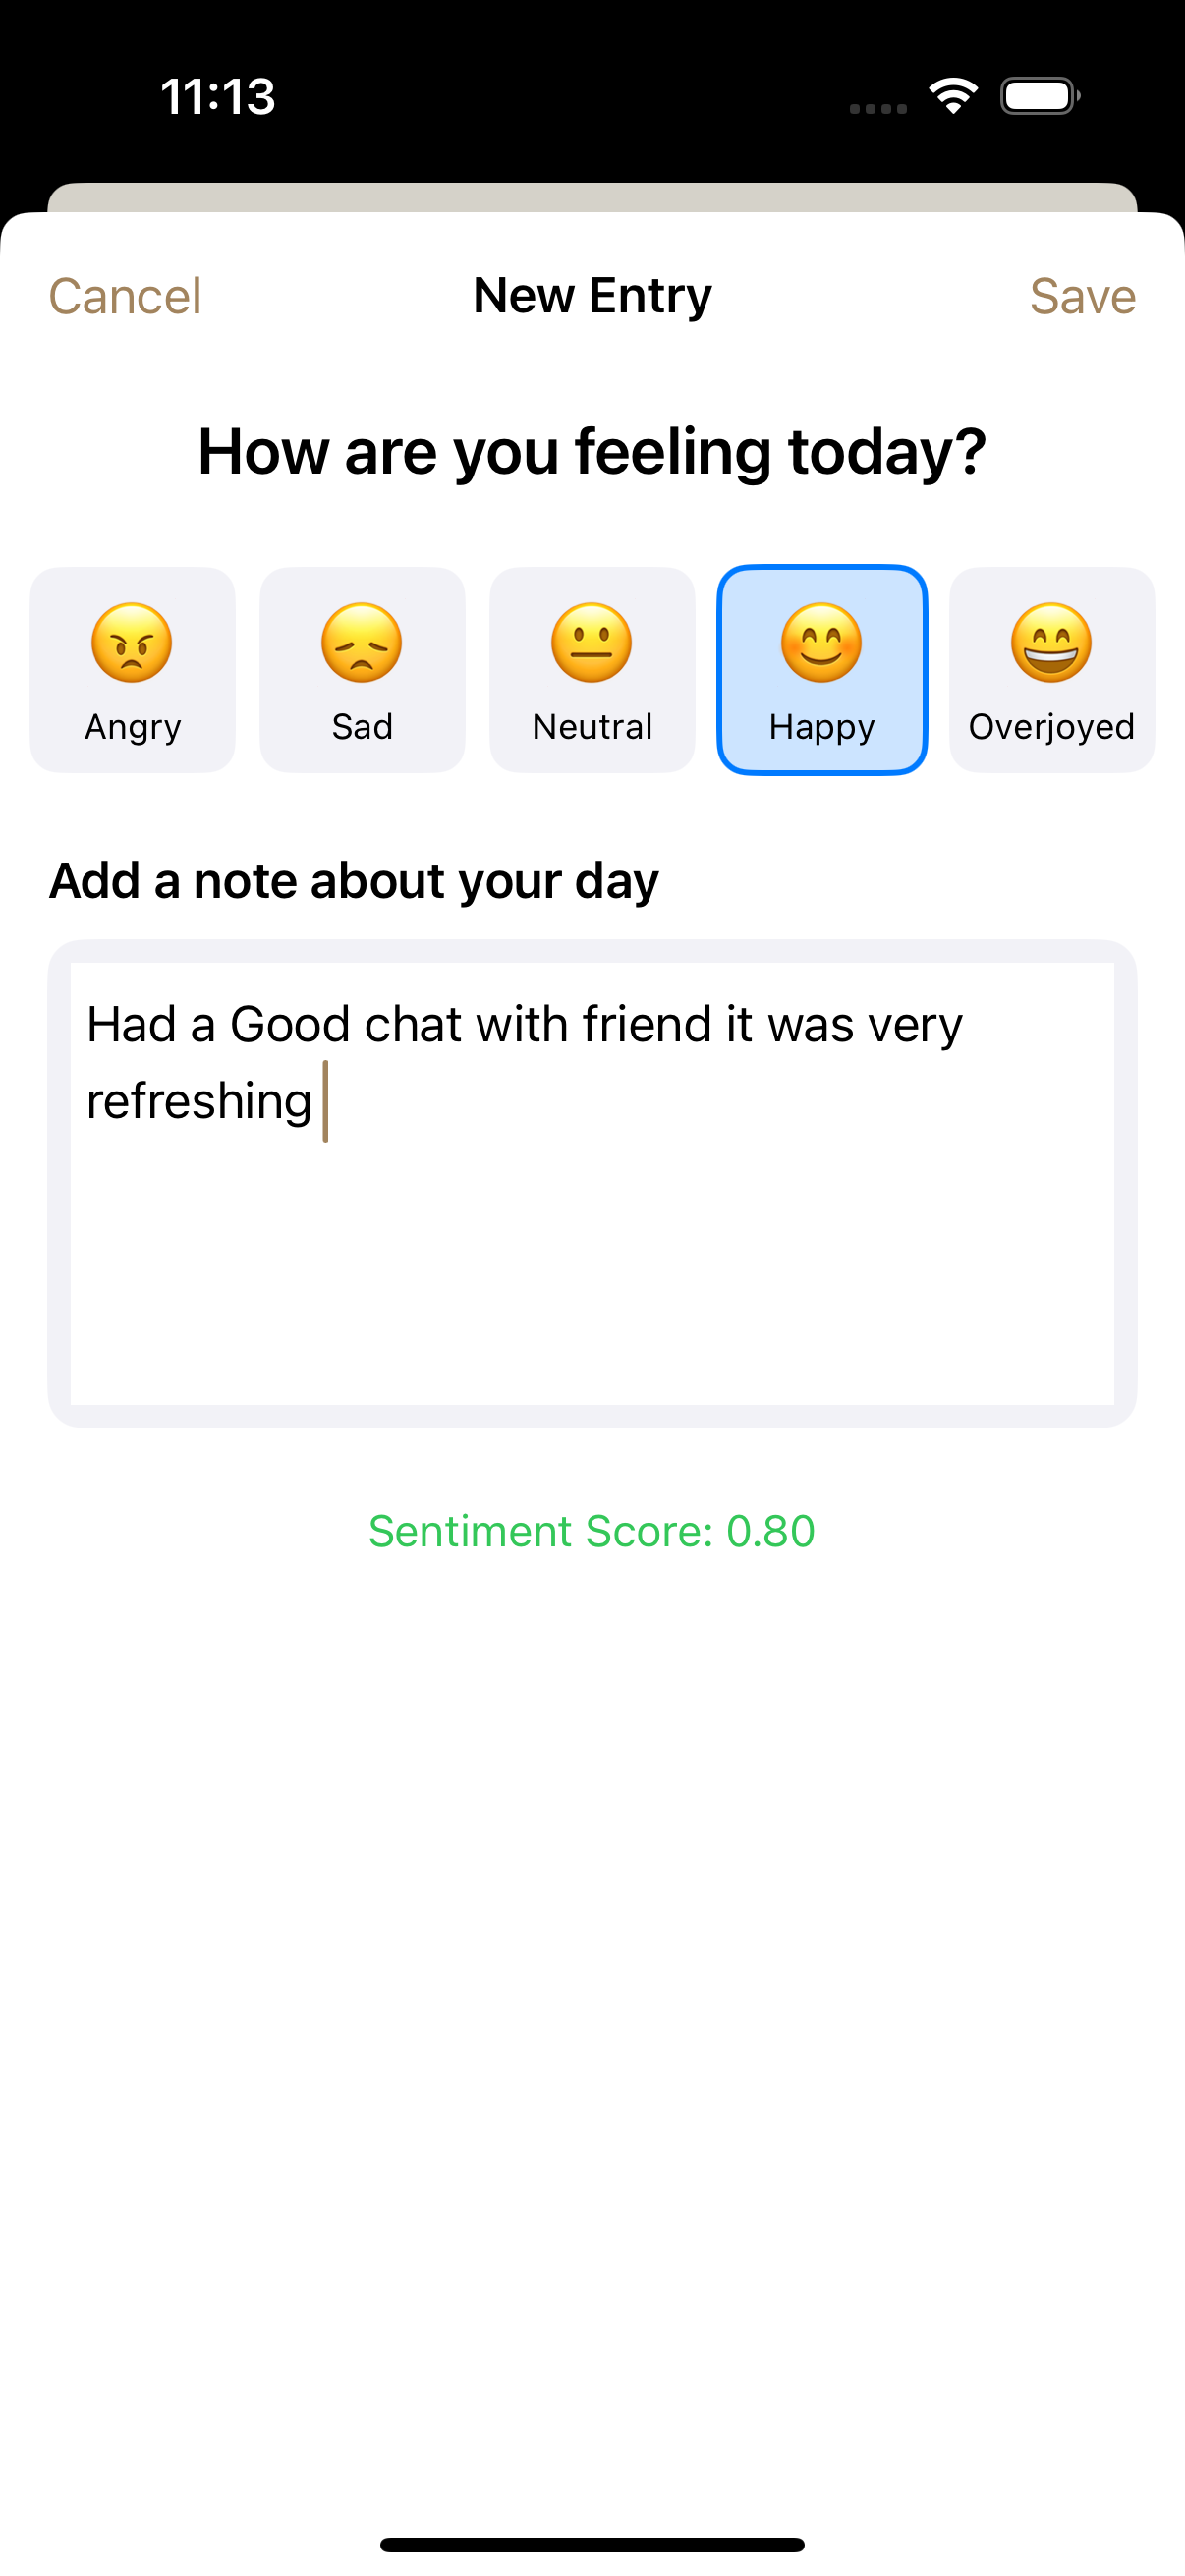 11:13
Cancel
New Entry
Save
How are you feeling today?
Angry
Sad
Neutral
Happy
Overjoyed
Add a note about your day
Had a Good chat with friend it was very
refreshing
Sentiment Score: 0.80